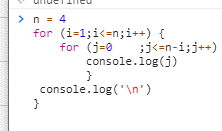 undefined
> n = 4
for (i=1;i<=n;i++) {
    for (j=0    ;j<=n-i;j++) {
        console.log(j)
        }
 console.log('\n')
}